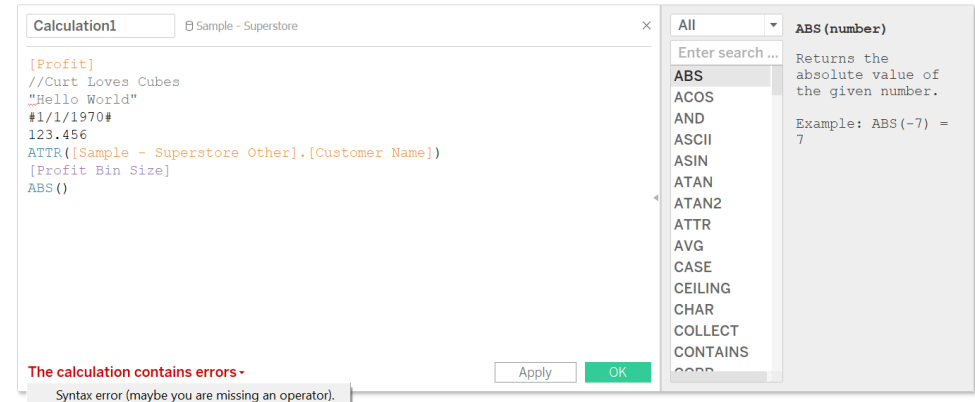 Calculation1
Sample - Superstore
[Profit]
//Curt Loves Cubes
"Hello World"
#1/1/1970#
123.456
ATTR([Sample - Superstore Other].[Customer Name])
[Profit Bin Size]
ABS()
The calculation contains errors
Apply
OK
Syntax error (maybe you are missing an operator).
All
Enter search ...
ABS
ACOS
AND
ASCII
ASIN
ATAN
ATAN2
ATTR
AVG
CASE
CEILING
CHAR
COLLECT
CONTAINS
ABS(number)
Returns the
absolute value of
the given number.
Example: ABS(-7) =
7